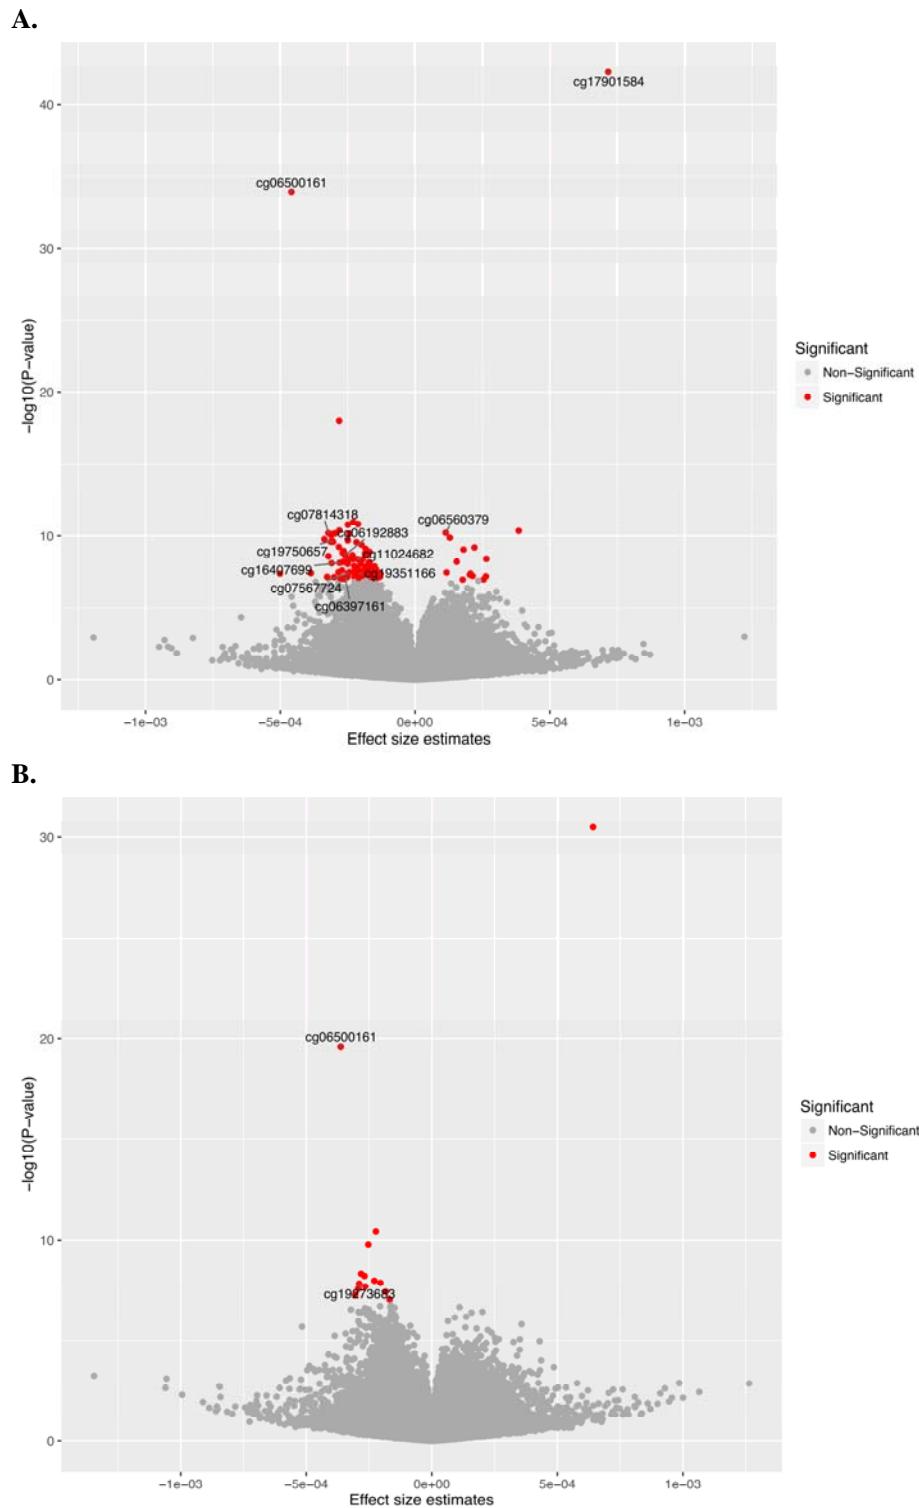 A.
cg17901584
40
cg06500161
30
−log10(P−value)
Significant
Non−Significant
Significant
20
cg07814318
cg06560379
10
cg06192883
cg19750657
cg11024682
cg16407699
cg19351166
cg07567724
cg06397161
0
−1e−03
−5e−04
0e+00
5e−04
1e−03
Effect size estimates
B.
30
cg06500161
20
−log10(P−value)
Significant
Non−Significant
Significant
10
cg19273683
0
−1e−03
−5e−04
0e+00
5e−04
1e−03
Effect size estimates